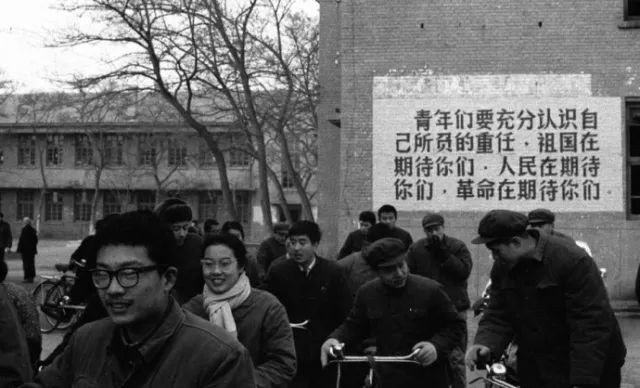 青年们要充分认识自
己所负的重任·祖国在
期待你们·人民在期待
你们·革命在期待你们